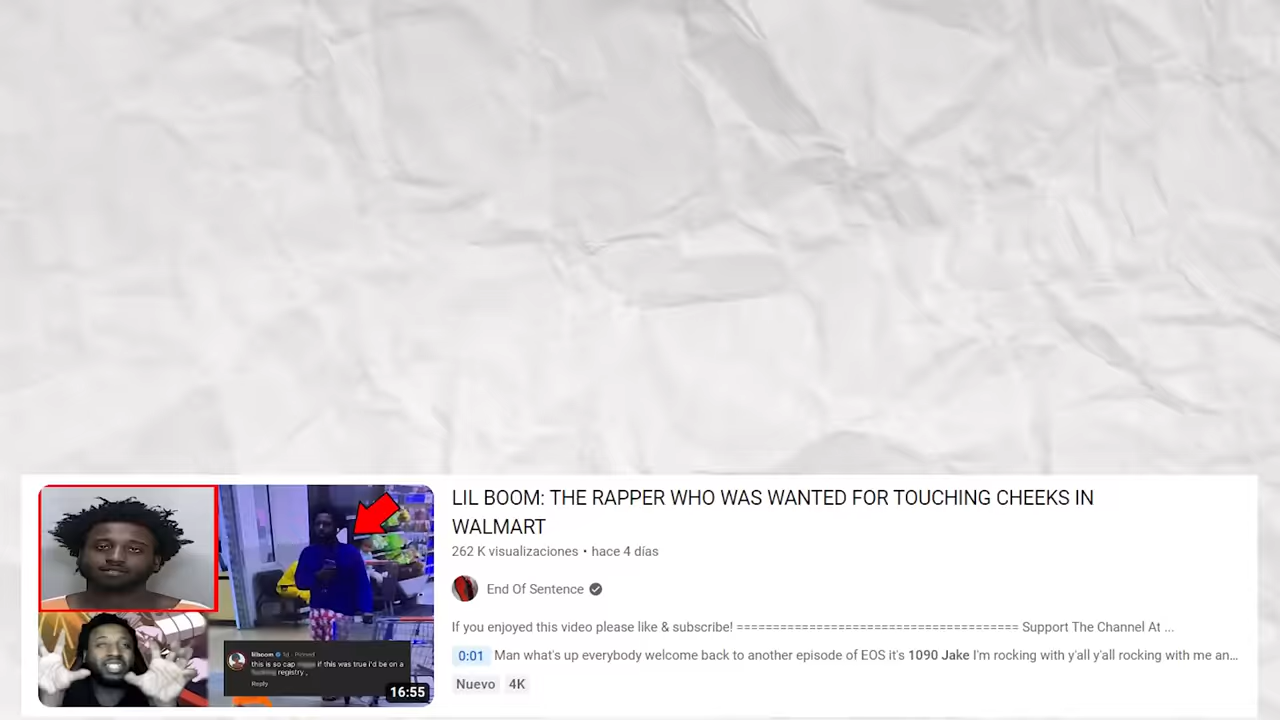 LIL BOOM: THE RAPPER WHO WAS WANTED FOR TOUCHING CHEEKS IN
WALMART
262 K visualizaciones • hace 4 días
End Of Sentence
If you enjoyed this video please like & subscribe! ======================================= Support The Channel At ...
0:01 Man what's up everybody welcome back to another episode of EOS it's 1090 Jake I'm rocking with y'all y'all rocking with me an...
Nuevo 4K
lilboom 1d · Pinned
this is so cap if this was true i'd be on a
registry ,
Reply
16:55